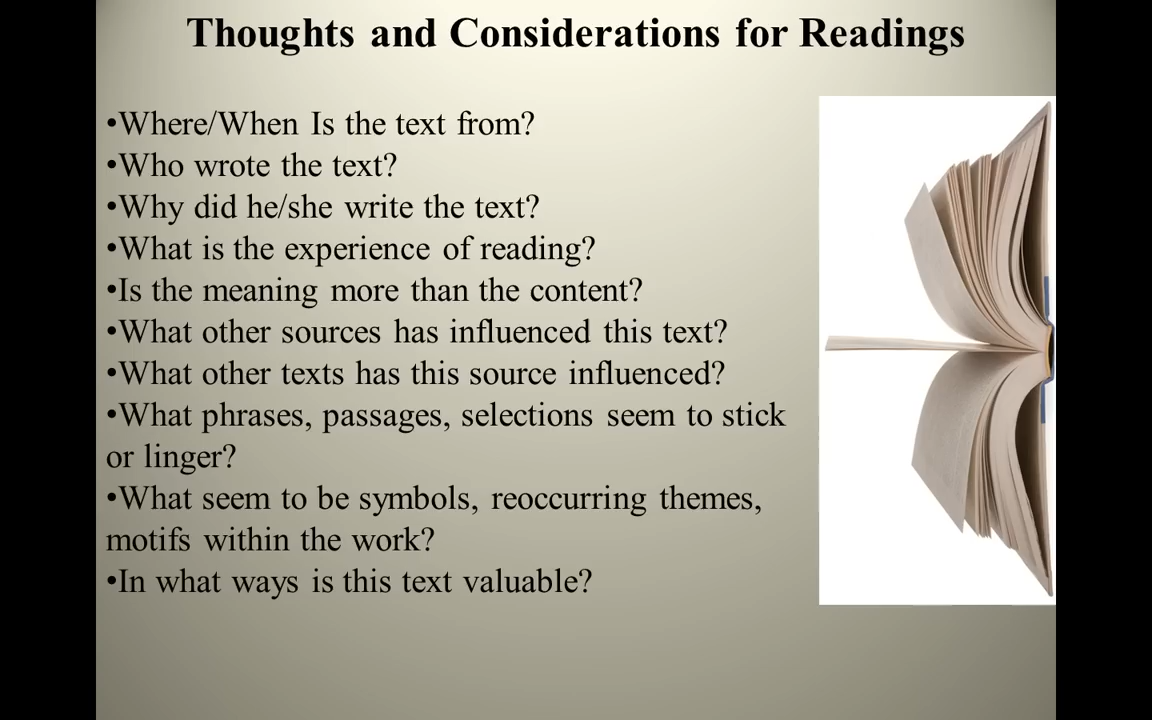 Thoughts and Considerations for Readings
•Where/When Is the text from?
•Who wrote the text?
•Why did he/she write the text?
•What is the experience of reading?
•Is the meaning more than the content?
•What other sources has influenced this text?
•What other texts has this source influenced?
•What phrases, passages, selections seem to stick
or linger?
•What seem to be symbols, reoccurring themes,
motifs within the work?
•In what ways is this text valuable?